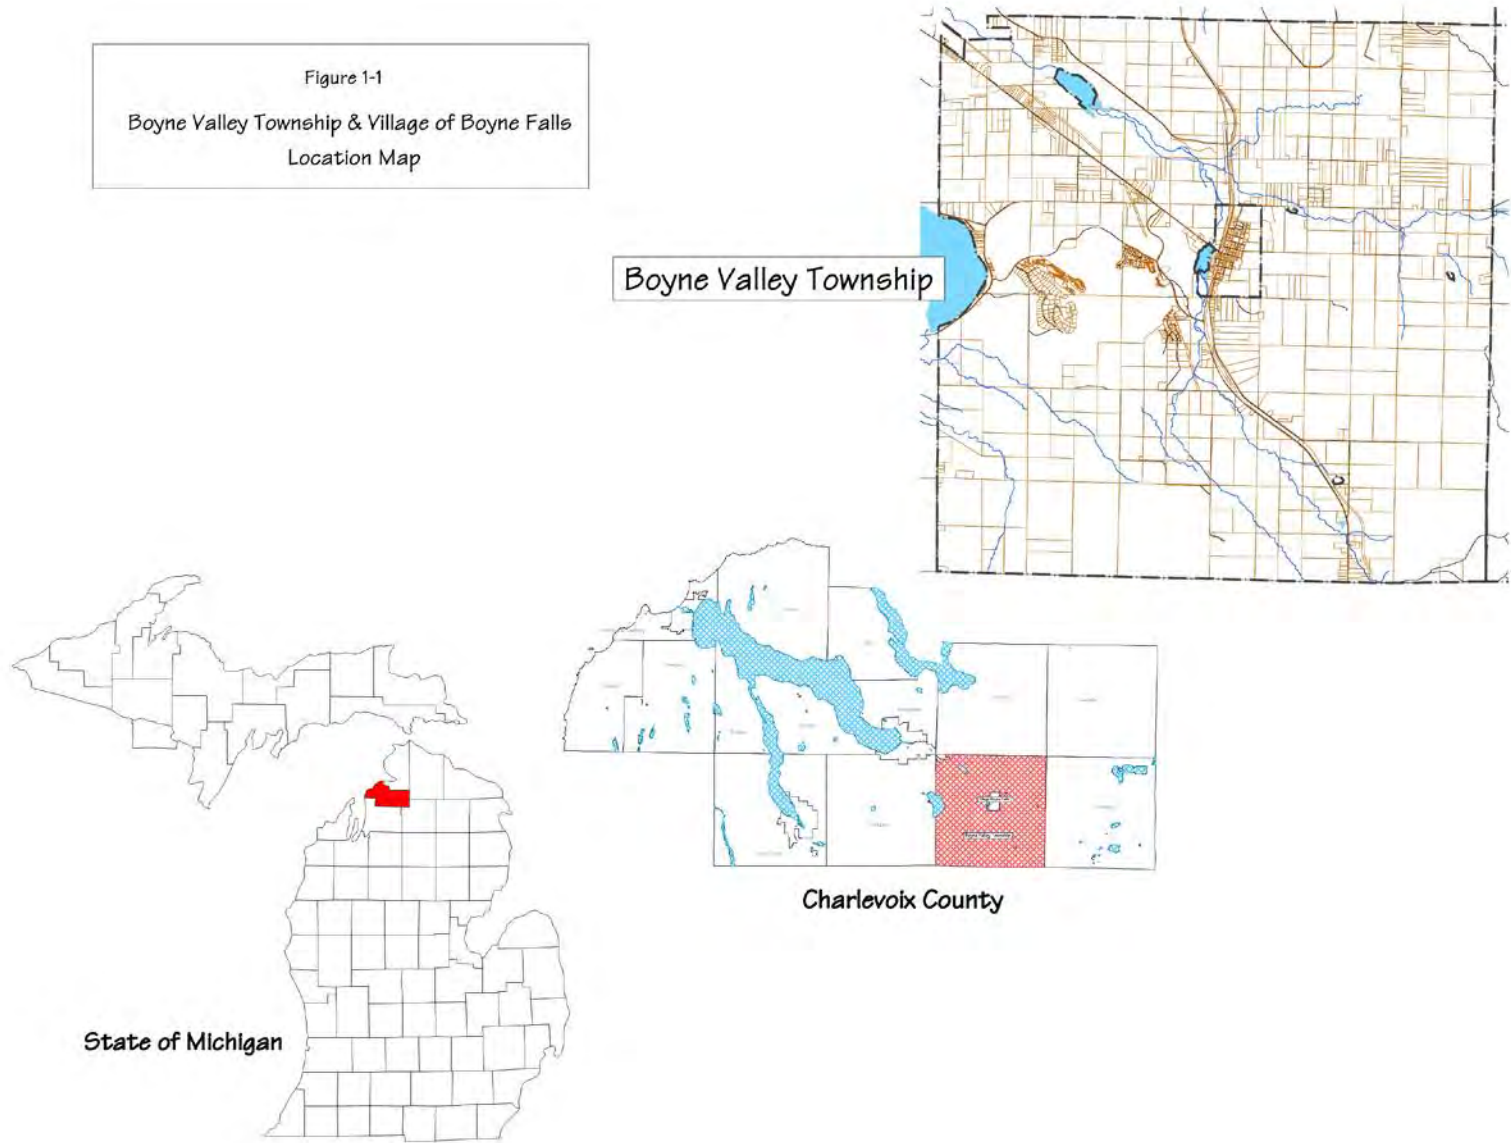 Figure 1-1
Boyne Valley Township & Village of Boyne Falls
Location Map
Boyne Valley Township
Charlevoix County
State of Michigan